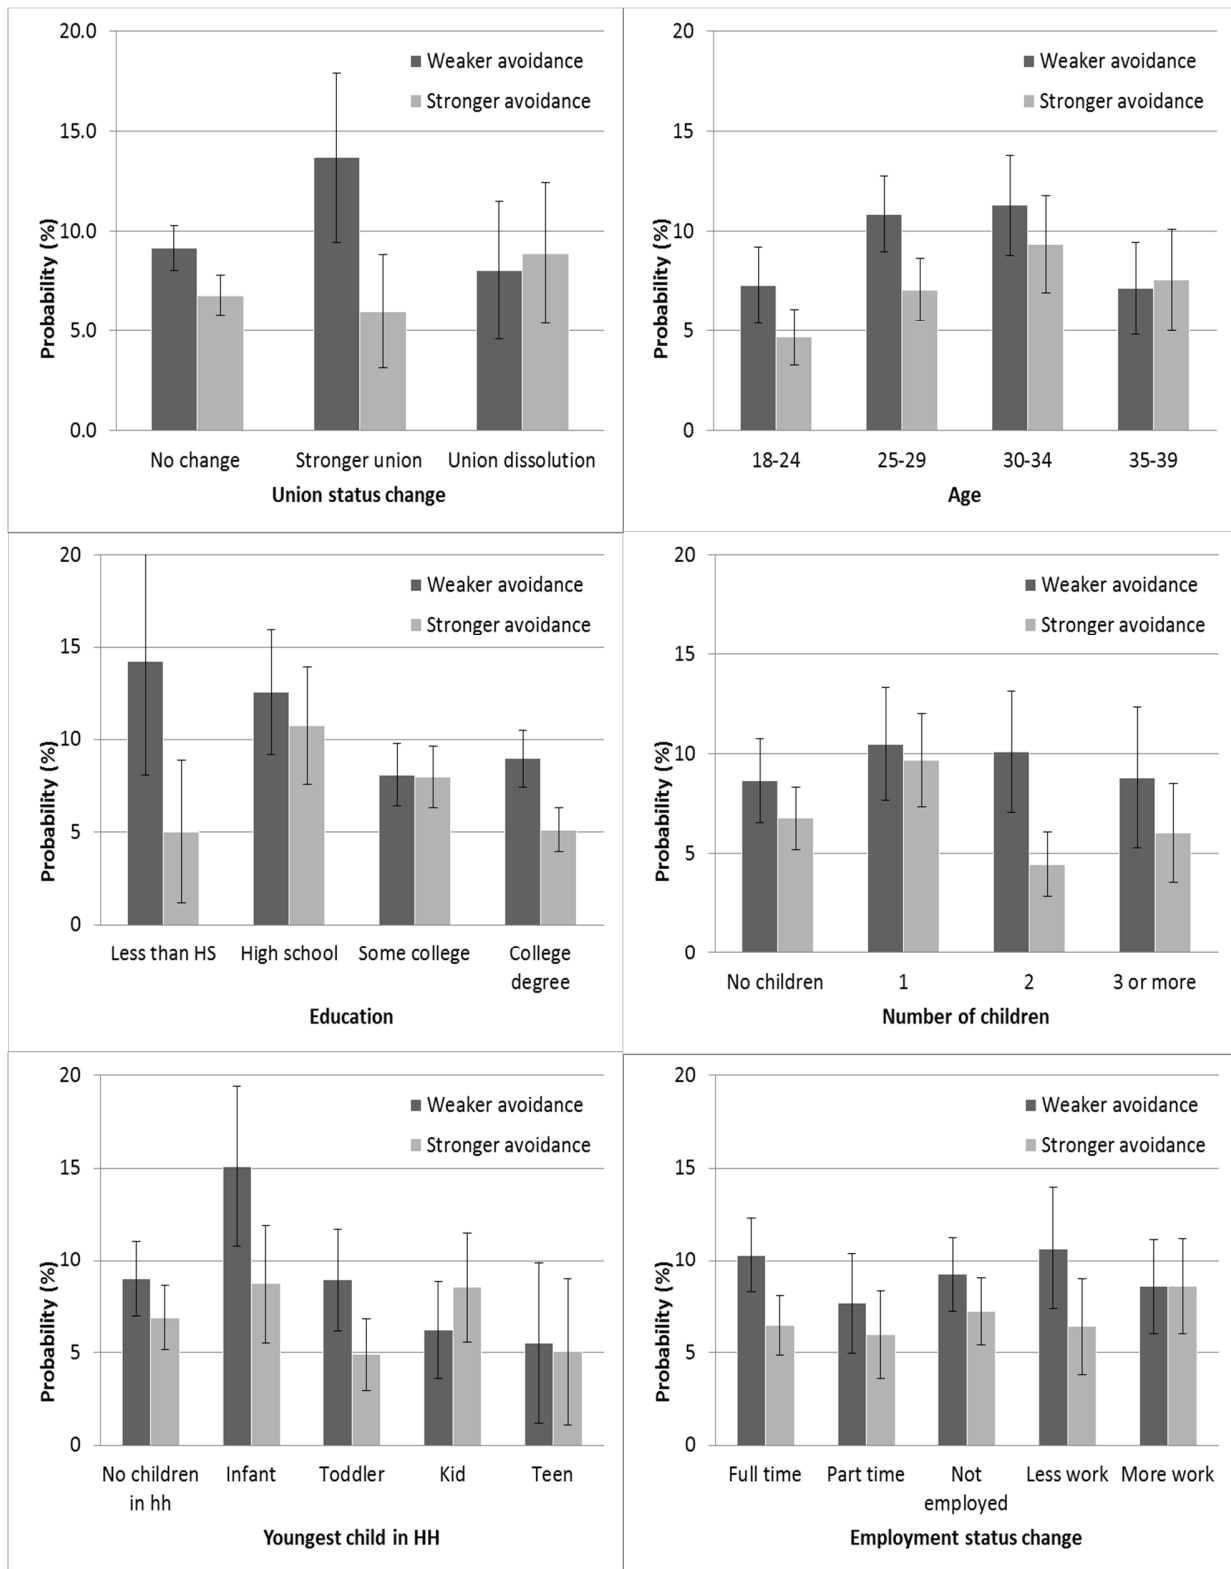 20.0
15.0
10.0
5.0
0.0
Probability (%)
Weaker avoidance
Stronger avoidance
No change Stronger union Union dissolution
Union status change
20
15
10
5
0
Probability (%)
Weaker avoidance
Stronger avoidance
18-24 25-29 30-34 35-39
Age
20
15
10
5
0
Probability (%)
Weaker avoidance
Stronger avoidance
Less than HS High school Some college College
degree
Education
20
15
10
5
0
Probability (%)
Weaker avoidance
Stronger avoidance
No children 1 2 3 or more
Number of children
20
15
10
5
0
Probability (%)
Weaker avoidance
Stronger avoidance
No children Infant Toddler Kid Teen
in hh
Youngest child in HH
20
15
10
5
0
Probability (%)
Weaker avoidance
Stronger avoidance
Full time Part time Not Less work More work
employed
Employment status change